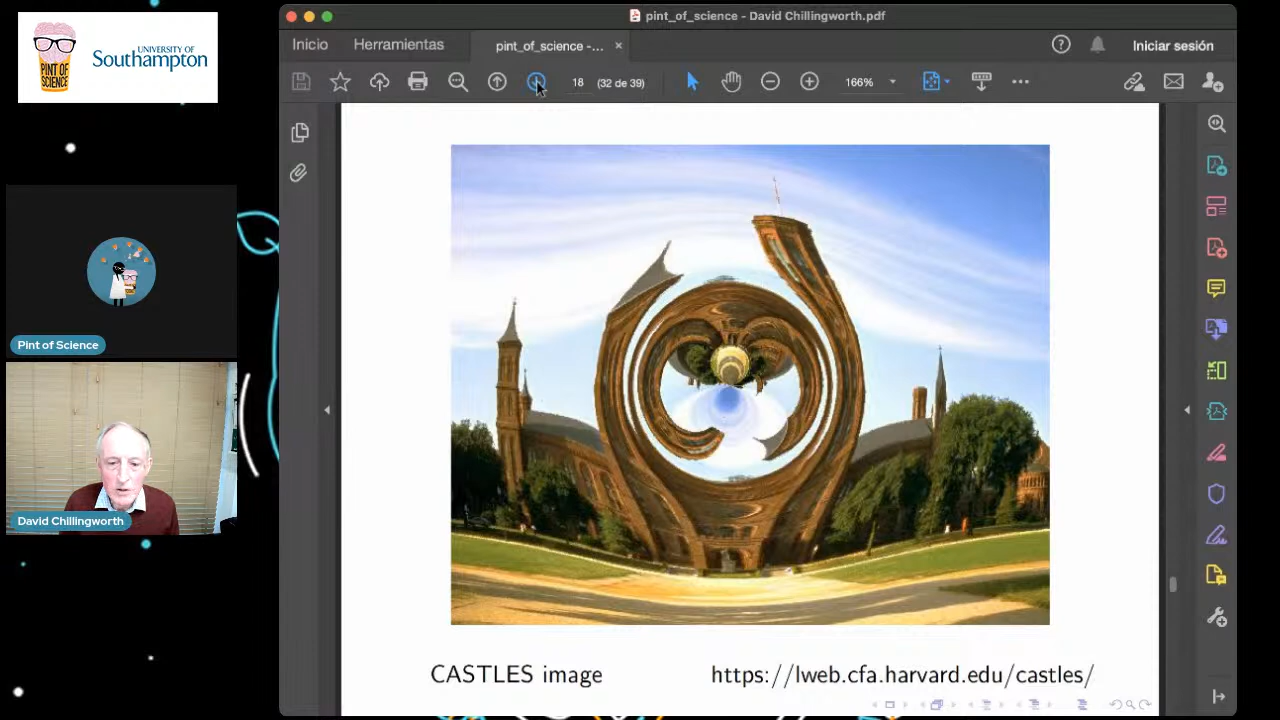 PINT OF SCIENCE
UNIVERSITY OF
Southampton
pint_of_science - David Chillingworth.pdf
Inicio
Herramientas
pint_of_science -...
Iniciar sesión
18
(32 de 39)
166%
Pint of Science
David Chillingworth
CASTLES image
https://lweb.cfa.harvard.edu/castles/